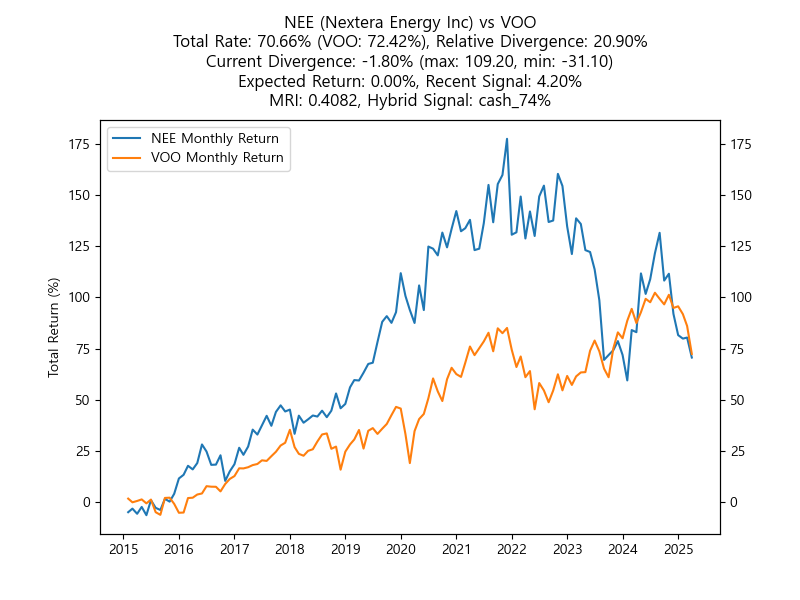 NEE (Nextera Energy Inc) vs VOO
Total Rate: 70.66% (VOO: 72.42%), Relative Divergence: 20.90%
Current Divergence: -1.80% (max: 109.20, min: -31.10)
Expected Return: 0.00%, Recent Signal: 4.20%
MRI: 0.4082, Hybrid Signal: cash_74%
NEE Monthly Return
VOO Monthly Return
Total Return (%)
175 175
150 150
125 125
100 100
75 75
50 50
25 25
0 0
2015 2016 2017 2018 2019 2020 2021 2022 2023 2024 2025